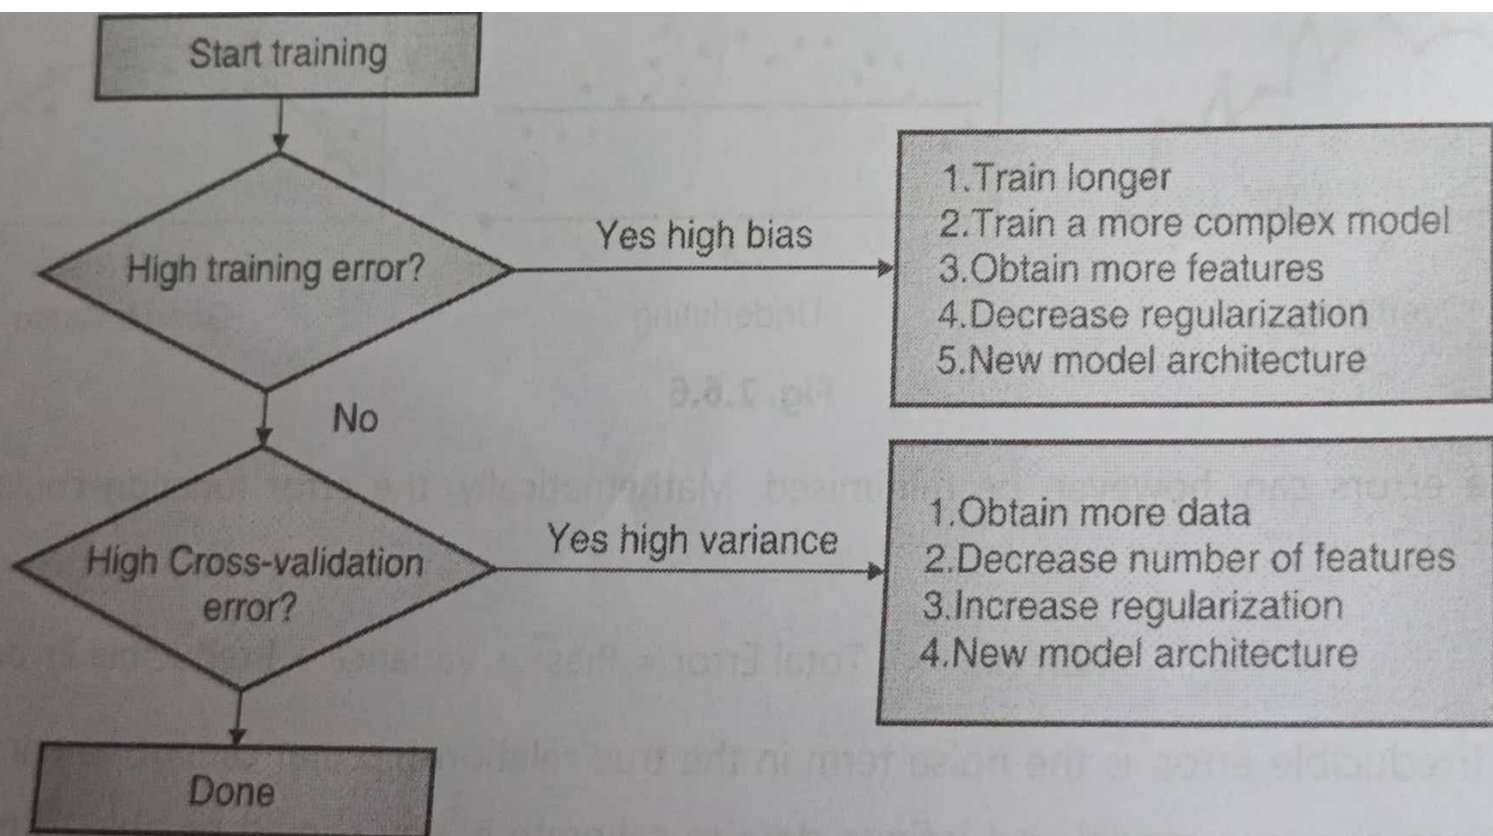 Start training
High training error?
Yes high bias
1.Train longer
2.Train a more complex model
3.Obtain more features
4.Decrease regularization
5.New model architecture
No
High Cross-validation
error?
Yes high variance
1.Obtain more data
2.Decrease number of features
3.Increase regularization
4.New model architecture
Done